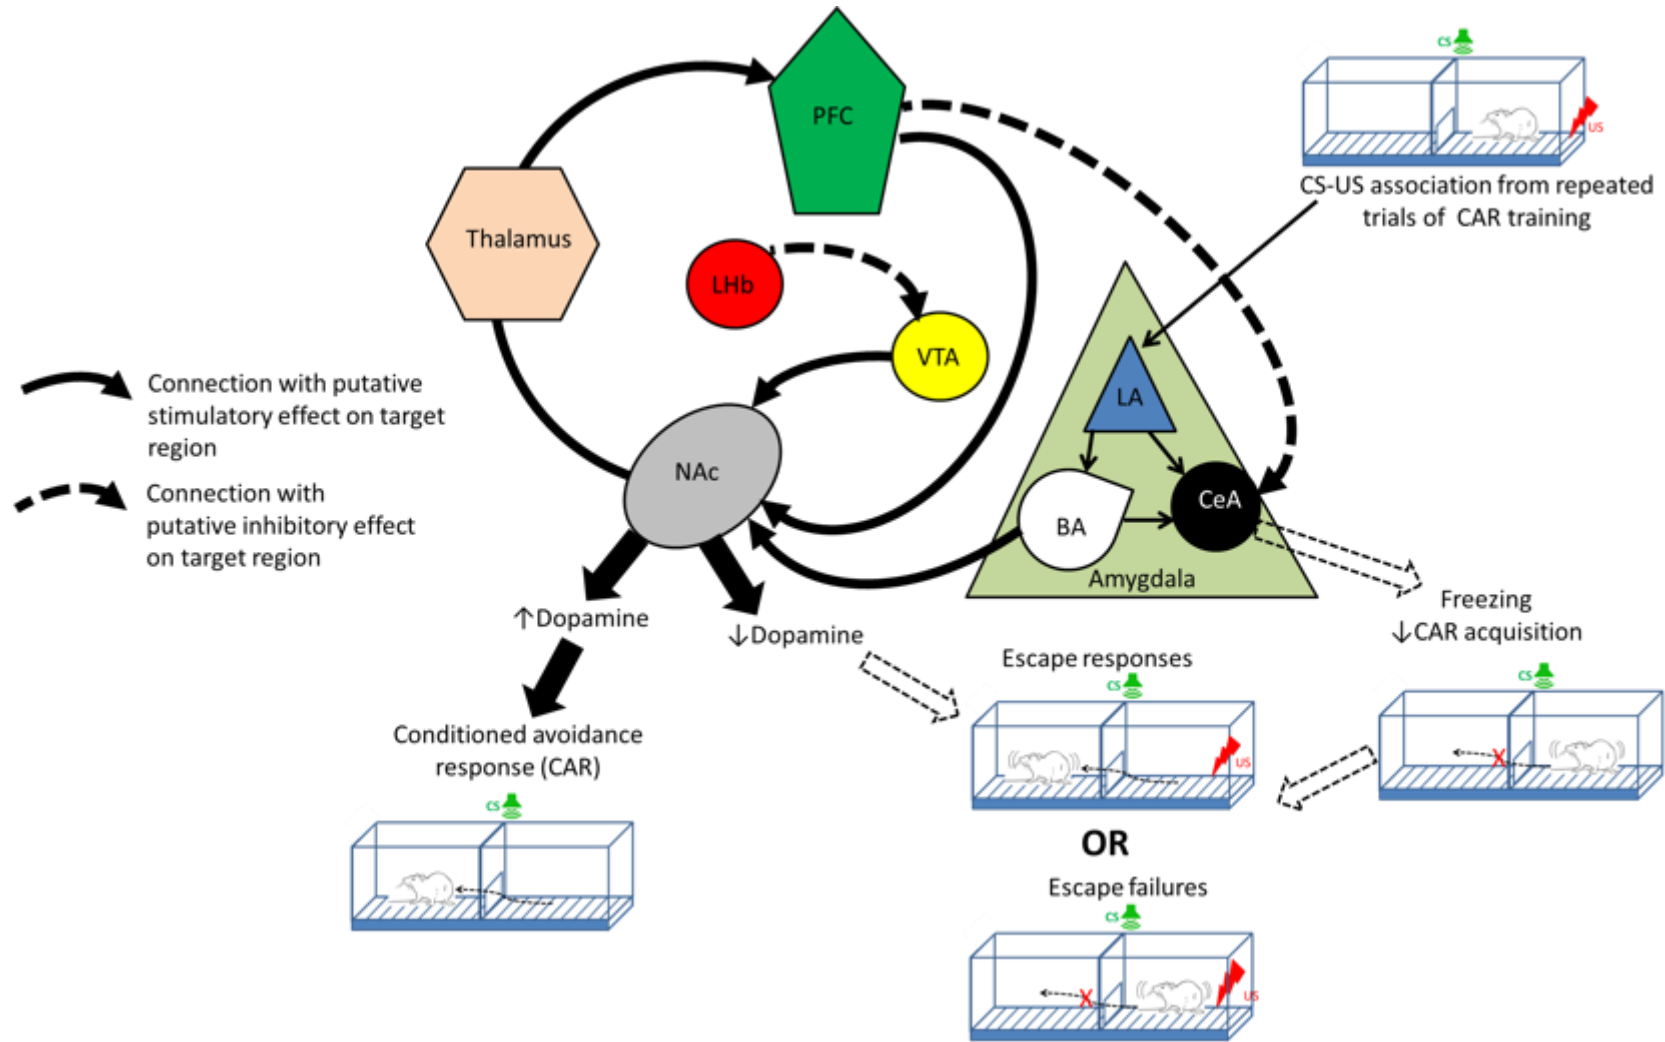 CS
US
CS-US association from repeated
trials of CAR training
PFC
Thalamus
LHb
VTA
NAc
LA
BA
CeA
Amygdala
Connection with putative
stimulatory effect on target
region
Connection with
putative inhibitory effect
on target region
↑Dopamine
↓Dopamine
Freezing
↓CAR acquisition
CS
X
Conditioned avoidance
response (CAR)
CS
Escape responses
CS
US
OR
Escape failures
CS
X
US